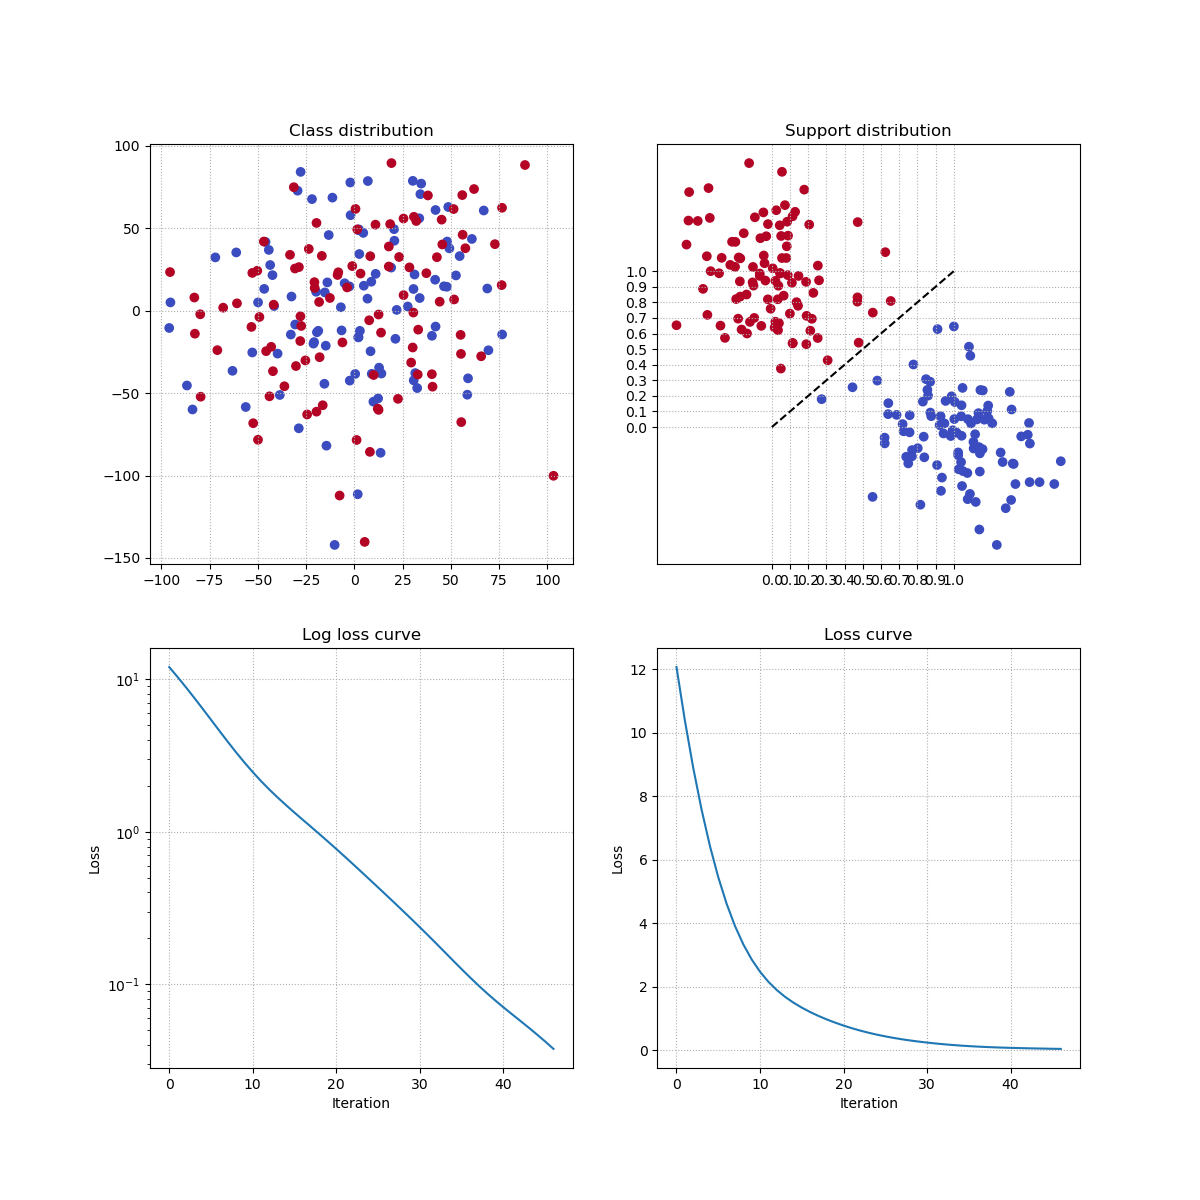 Class distribution
Support distribution
100
50
0
−50
−100
−150
−100 −75 −50 −25 0 25 50 75 100
1.0
0.9
0.8
0.7
0.6
0.5
0.4
0.3
0.2
0.1
0.0
0.0 0.1 0.2 0.3 0.4 0.5 0.6 0.7 0.8 0.9 1.0
Log loss curve
Loss curve
Loss
10¹
10⁰
10⁻¹
0 10 20 30 40
Iteration
Loss
12
10
8
6
4
2
0
0 10 20 30 40
Iteration